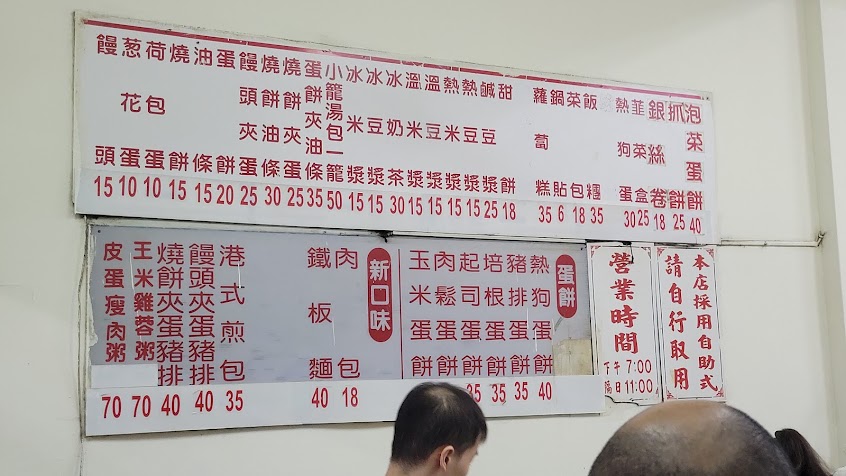 泡菜蛋餅 40
抓餅 25
銀絲卷 18
韮菜盒 25
熱狗蛋 30
飯糰 35
菜包 18
鍋貼 6
蘿蔔糕 35
甜餅 18
鹹豆漿 25
熱豆漿 15
熱米漿 15
溫豆漿 15
溫米漿 15
冰奶茶 30
冰豆漿 15
冰米漿 15
小籠湯包一籠 50
蛋餅夾油條 35
燒餅夾蛋 25
燒餅油條 30
饅頭夾蛋 25
蛋餅 20
油條 15
燒餅 15
荷包蛋 10
葱花蛋 10
饅頭 15
本店採用自助式
請自行取用
營業時間
下午7:00
隔日11:00
蛋餅
熱狗蛋餅 40
豬排蛋餅 35
培根蛋餅 35
起司蛋餅 35
肉鬆蛋餅
玉米蛋餅
新口味
肉包 18
鐵板麵 40
港式煎包 35
饅頭夾蛋豬排 40
燒餅夾蛋豬排 40
王米雞蓉粥 70
皮蛋瘦肉粥 70